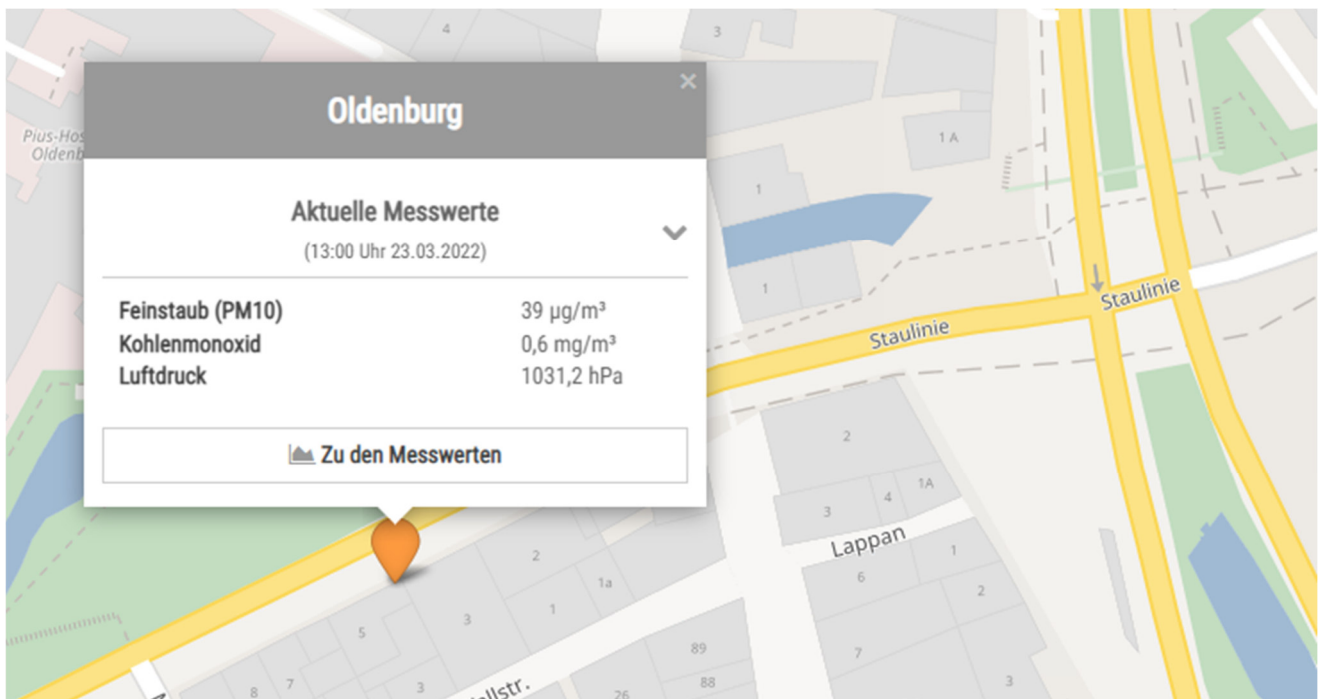 4
3
Oldenburg
×
Pius-Hos
Oldenb
1 A
Aktuelle Messwerte
(13:00 Uhr 23.03.2022)
1
Feinstaub (PM10) 39 µg/m³
Kohlenmonoxid 0,6 mg/m³
Luftdruck 1031,2 hPa
1
Staulinie
Staulinie
Zu den Messwerten
2
3
4
1A
Lappan
1
6
2
2
1a
1
3
5
7
3
89
88
26
3
7
8
llstr.